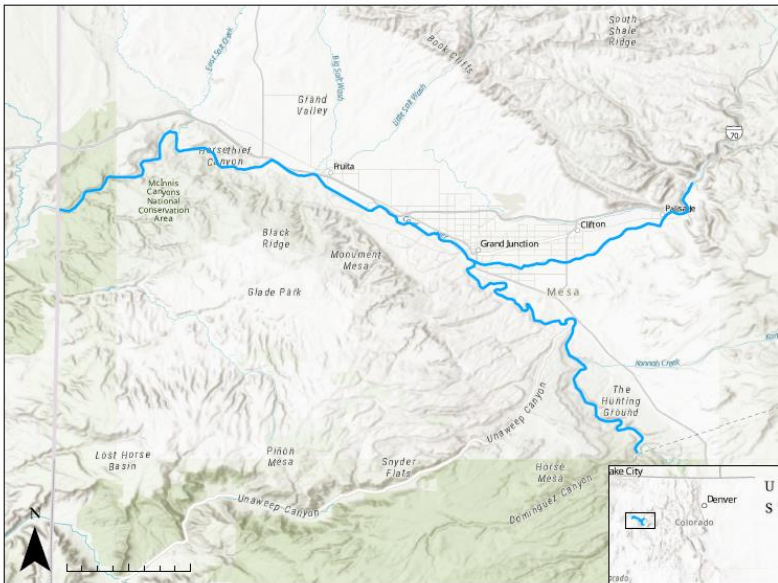 South
Shale
Ridge
East Salt Creek
Big Salt Wash
Book Cliffs
Little Salt Wash
Grand
Valley
70
Horsethief
Canyon
Fruita
McInnis
Canyons
National
Conservation
Area
Palisade
Clifton
Black
Ridge
Grand Junction
Monument
Mesa
Mesa
Glade Park
Kannah Creek
The
Hunting
Ground
Unaweep Canyon
Lost Horse
Basin
Piñon
Mesa
Snyder
Flats
Horse
Mesa
Unaweep Canyon
Dominguez Canyon
N
ake City
Denver
Colorado
U
S
orado